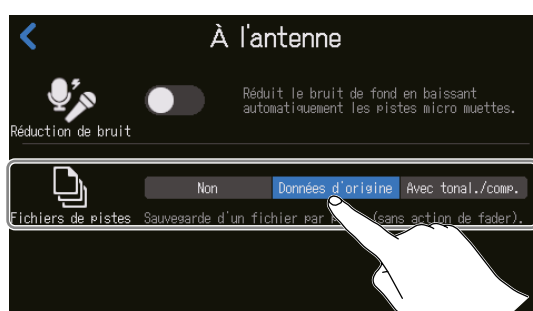 À l'antenne
Réduit le bruit de fond en baissant
automatiquement les pistes micro muettes.
Réduction de bruit
Non
Données d'origine
Avec tonal./comp.
Fichiers de pistes
Sauvegarde d'un fichier par (sans action de fader).